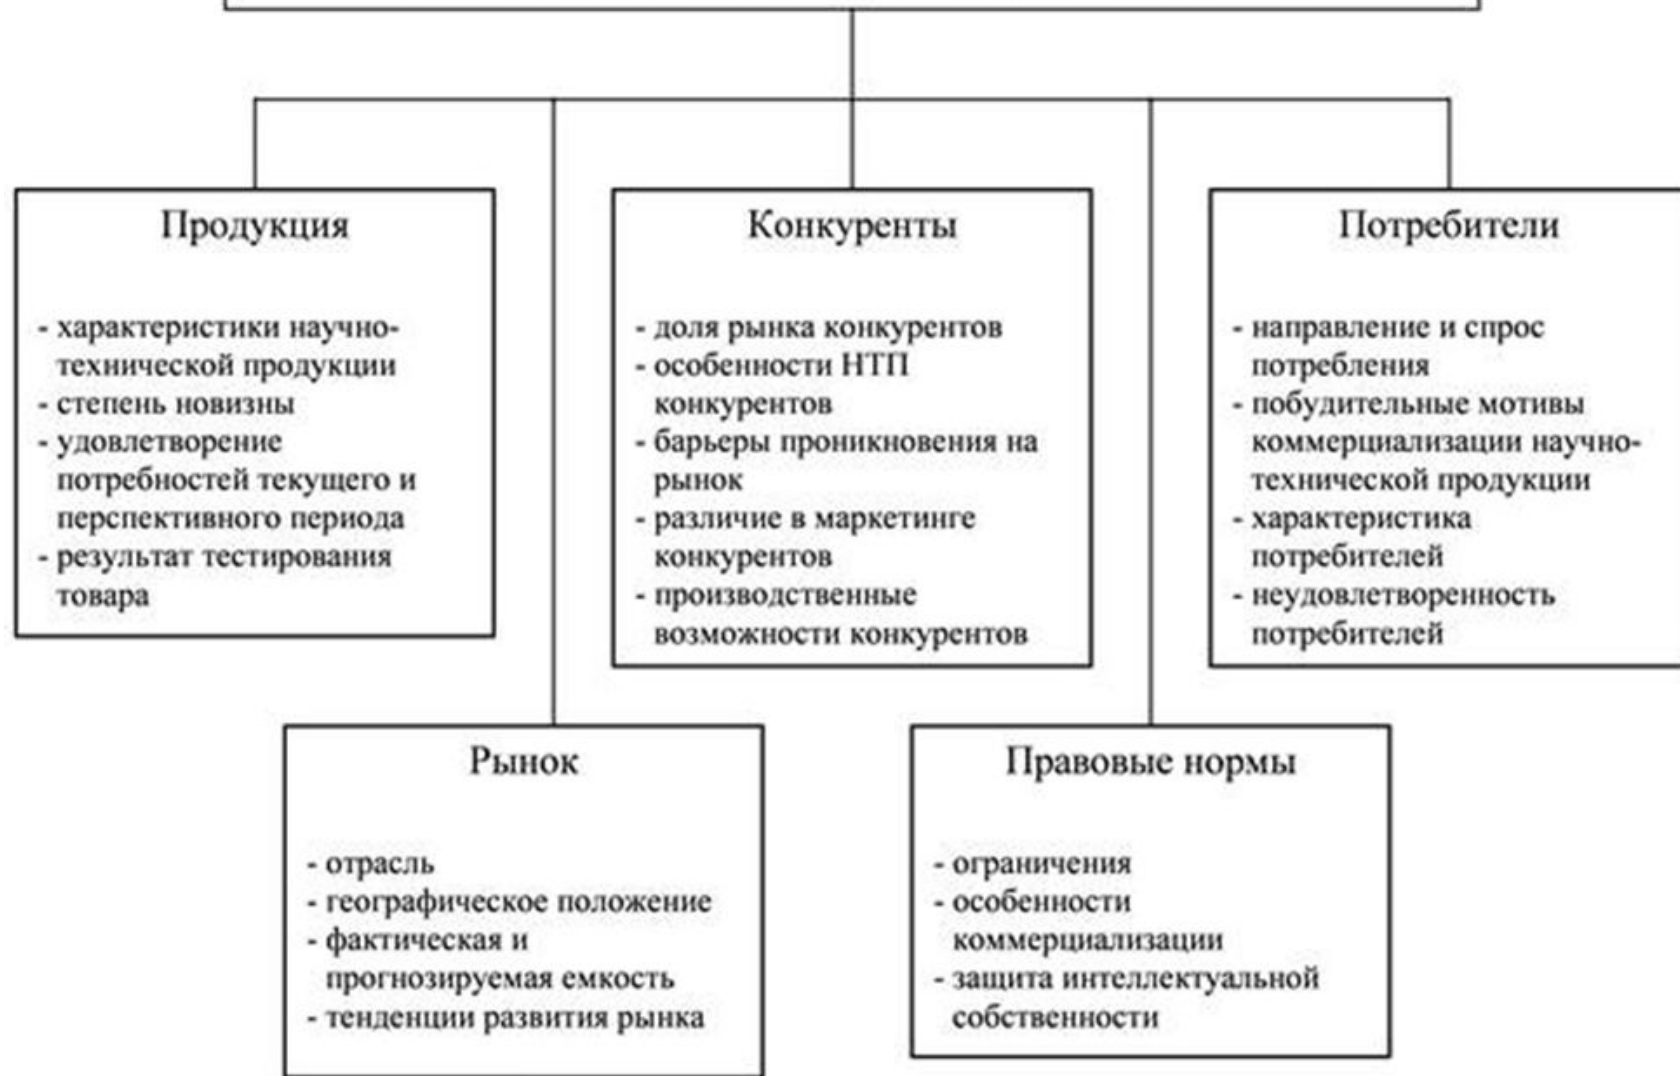 Продукция
- характеристики научно-
технической продукции
- степень новизны
- удовлетворение
потребностей текущего и
перспективного периода
- результат тестирования
товара
Конкуренты
- доля рынка конкурентов
- особенности НТП
конкурентов
- барьеры проникновения на
рынок
- различие в маркетинге
конкурентов
- производственные
возможности конкурентов
Потребители
- направление и спрос
потребления
- побудительные мотивы
коммерциализации научно-
технической продукции
- характеристика
потребителей
- неудовлетворенность
потребителей
Рынок
- отрасль
- географическое положение
- фактическая и
прогнозируемая емкость
- тенденции развития рынка
Правовые нормы
- ограничения
- особенности
коммерциализации
- защита интеллектуальной
собственности